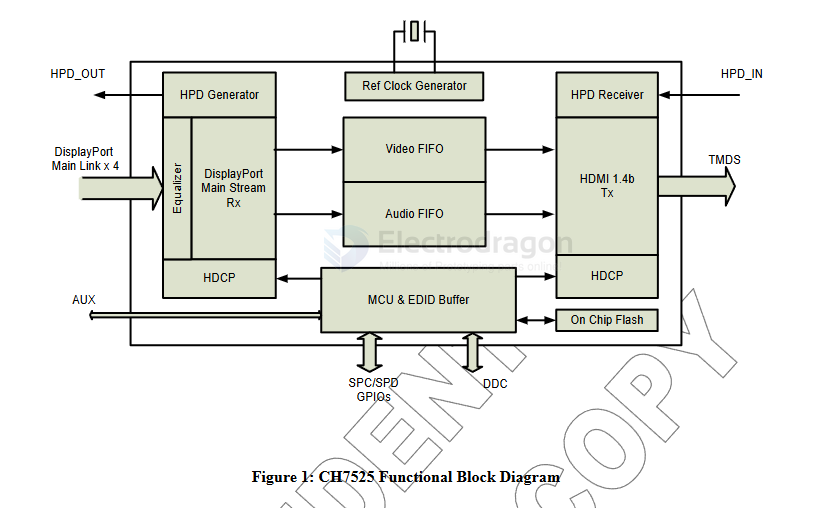 HPD_OUT
HPD_IN
HPD Generator
Ref Clock Generator
HPD Receiver
DisplayPort
Main Link x 4
Equalizer
DisplayPort
Main Stream
Rx
Video FIFO
Audio FIFO
HDMI 1.4b
Tx
TMDS
Electrodragon
HDCP
HDCP
MCU & EDID Buffer
AUX
On Chip Flash
SPC/SPD
GPIOs
DDC
COPY
Figure 1: CH7525 Functional Block Diagram